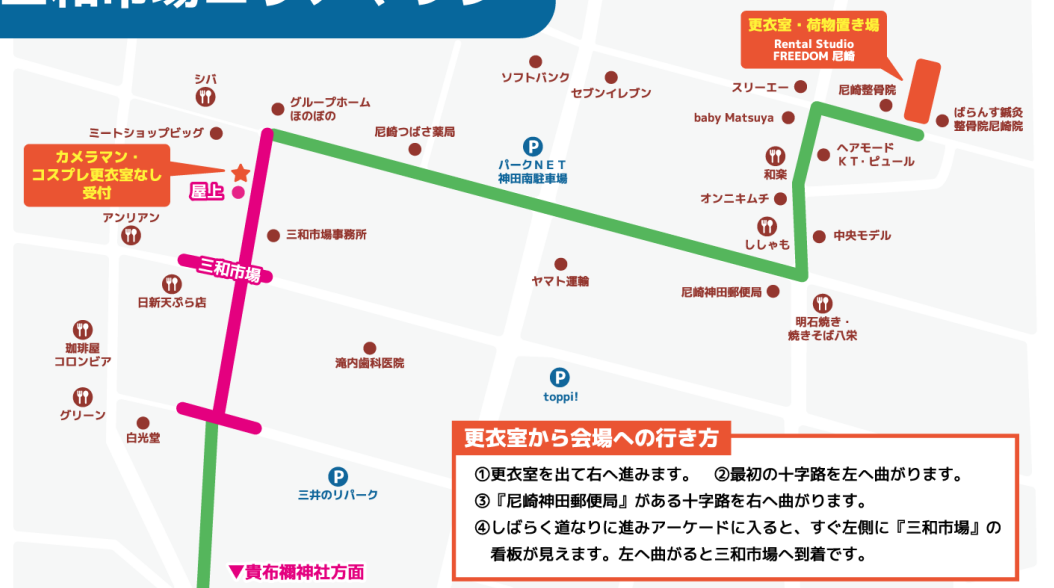 三和市場エリアマップ
更衣室・荷物置き場
Rental Studio
FREEDOM 尼崎
シバ
グループホーム
ほのぼの
ミートショップビッグ
尼崎つばさ薬局
ソフトバンク
セブンイレブン
スリーエー
尼崎整骨院
baby Matsuya
ばらんす鍼灸
整骨院尼崎院
カメラマン・
コスプレ更衣室なし
受付
屋上
パークＮＥＴ
神田南駐車場
和楽
ヘアモード
ＫＴ・ピュール
オンニキムチ
アンリアン
三和市場事務所
ししゃも
中央モデル
三和市場
日新天ぷら店
ヤマト運輸
尼崎神田郵便局
明石焼き・
焼きそば八栄
珈琲屋
コロンビア
滝内歯科医院
toppi!
グリーン
白光堂
三井のリパーク
▼貴布禰神社方面
更衣室から会場への行き方
①更衣室を出て右へ進みます。　②最初の十字路を左へ曲がります。
③『尼崎神田郵便局』がある十字路を右へ曲がります。
④しばらく道なりに進みアーケードに入ると、すぐ左側に『三和市場』の
看板が見えます。左へ曲がると三和市場へ到着です。